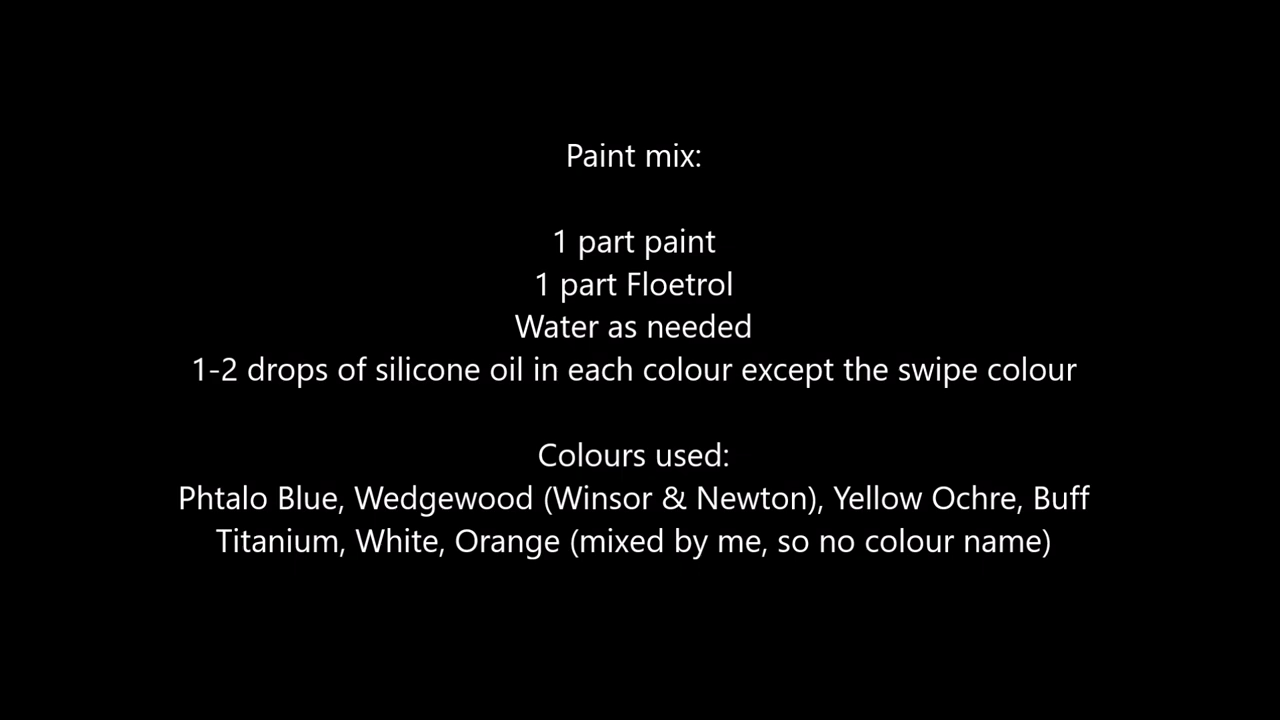 Paint mix:
1 part paint
1 part Floetrol
Water as needed
1-2 drops of silicone oil in each colour except the swipe colour
Colours used:
Phtalo Blue, Wedgewood (Winsor & Newton), Yellow Ochre, Buff
Titanium, White, Orange (mixed by me, so no colour name)